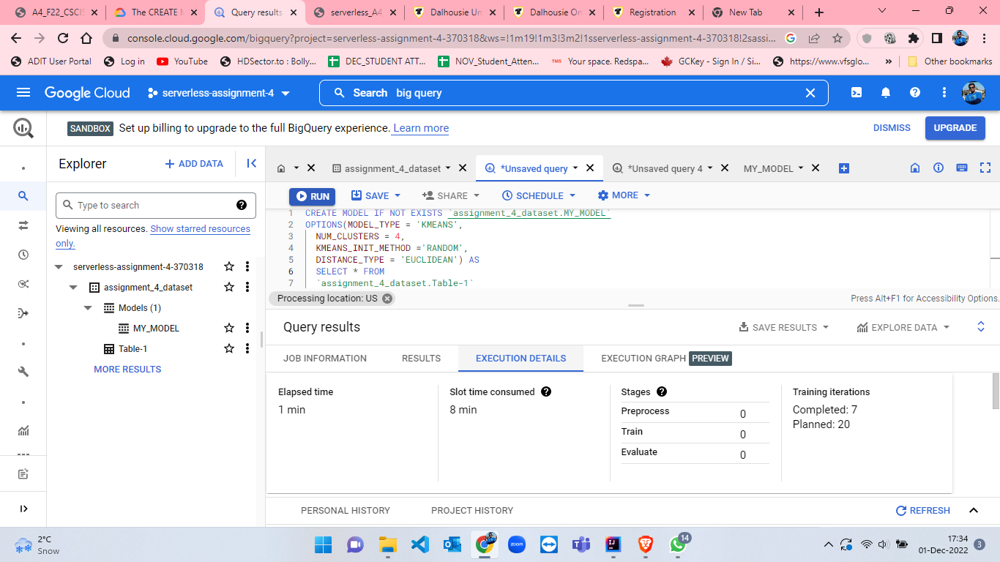 A4_F22_CSCI5
The CREATE M
Query results
serverless_A4
Dalhousie Un
Dalhousie On
Registration
New Tab
console.cloud.google.com/bigquery?project=serverless-assignment-4-370318&ws=!1m19!1m3!3m2!1sserverless-assignment-4-370318!2sassi...
ADIT User Portal
Log in
YouTube
HDSector.to : Bolly...
DEC_STUDENT ATT...
NOV_Student_Atten...
Your space. Redspa...
GCKey - Sign In / Si...
https://www.vfsglo...
»
Other bookmarks
Google Cloud
serverless-assignment-4
Search big query
SANDBOX Set up billing to upgrade to the full BigQuery experience. Learn more
DISMISS
UPGRADE
Explorer
+ ADD DATA
Type to search
Viewing all resources. Show starred resources
only.
serverless-assignment-4-370318
assignment_4_dataset
Models (1)
MY_MODEL
Table-1
MORE RESULTS
assignment_4_dataset
*Unsaved query
*Unsaved query 4
MY_MODEL
RUN
SAVE
SHARE
SCHEDULE
MORE
1 CREATE MODEL IF NOT EXISTS `assignment_4_dataset.MY_MODEL`
2 OPTIONS(MODEL_TYPE = 'KMEANS',
3 NUM_CLUSTERS = 4,
4 KMEANS_INIT_METHOD ='RANDOM',
5 DISTANCE_TYPE = 'EUCLIDEAN') AS
6 SELECT * FROM
7 `assignment_4_dataset.Table-1`
Processing location: US
Press Alt+F1 for Accessibility Options.
Query results
SAVE RESULTS
EXPLORE DATA
JOB INFORMATION
RESULTS
EXECUTION DETAILS
EXECUTION GRAPH PREVIEW
Elapsed time
1 min
Slot time consumed
8 min
Stages
Preprocess 0
Train 0
Evaluate 0
Training iterations
Completed: 7
Planned: 20
PERSONAL HISTORY
PROJECT HISTORY
REFRESH
2°C
Snow
zoom
14
17:34
01-Dec-2022
3